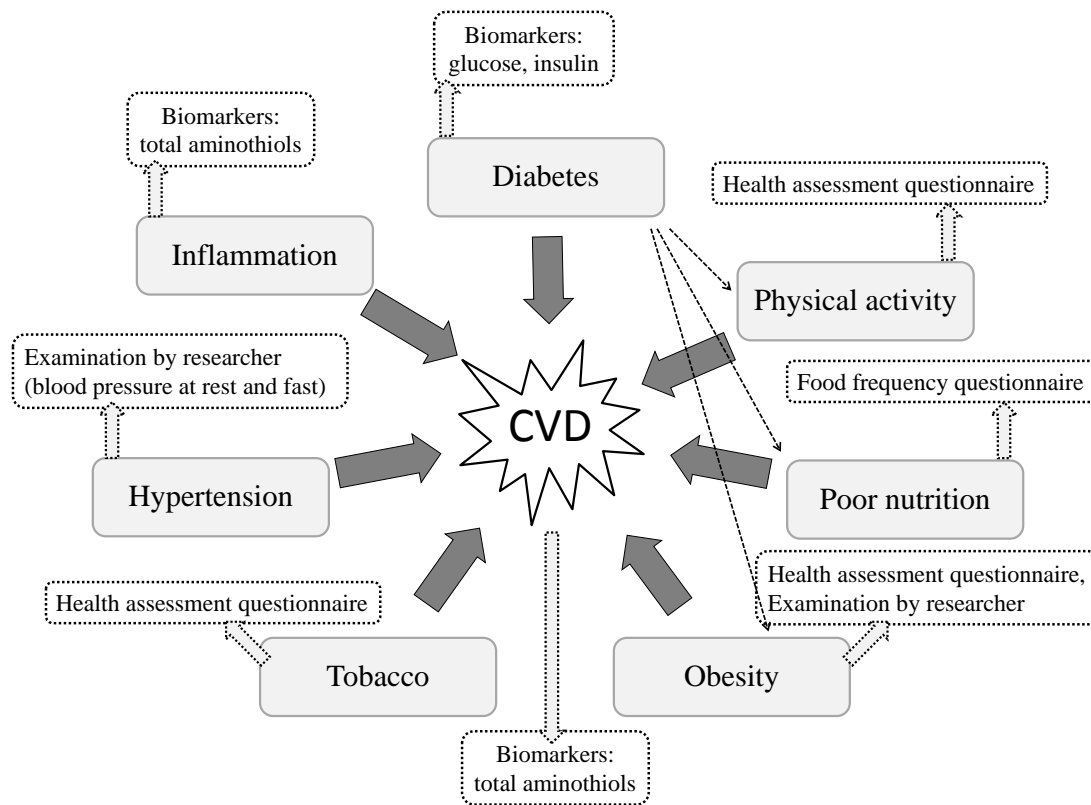 Biomarkers:
glucose, insulin
Biomarkers:
total aminothiols
Diabetes
Health assessment questionnaire
Inflammation
Physical activity
Examination by researcher
(blood pressure at rest and fast)
Food frequency questionnaire
CVD
Hypertension
Poor nutrition
Health assessment questionnaire
Health assessment questionnaire,
Examination by researcher
Tobacco
Obesity
Biomarkers:
total aminothiols